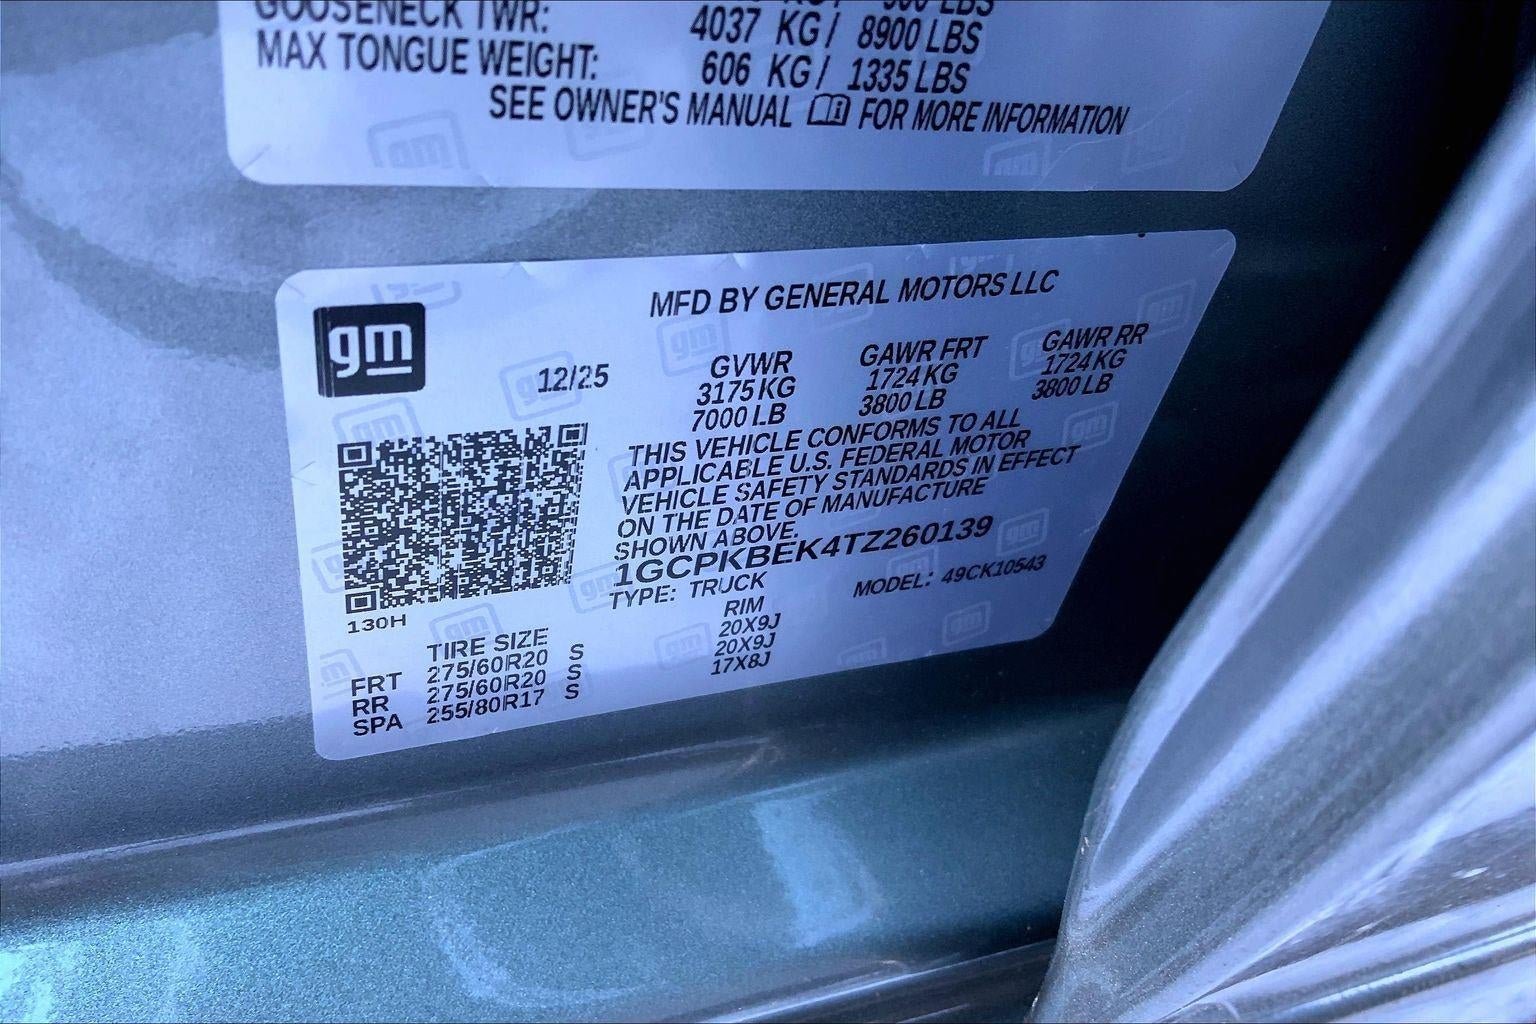 GOOSENECK TWR: 4037 KG / 8900 LBS
MAX TONGUE WEIGHT: 606 KG / 1335 LBS
SEE OWNER'S MANUAL FOR MORE INFORMATION
gm
MFD BY GENERAL MOTORS LLC
12/25
GVWR GAWR FRT GAWR RR
3175 KG 1724 KG 1724 KG
7000 LB 3800 LB 3800 LB
THIS VEHICLE CONFORMS TO ALL
APPLICABLE U.S. FEDERAL MOTOR
VEHICLE SAFETY STANDARDS IN EFFECT
ON THE DATE OF MANUFACTURE
SHOWN ABOVE.
1GCPKBEK4TZ260139
TYPE: TRUCK MODEL: 49CK10543
130H
TIRE SIZE RIM
FRT 275/60R20 S 20X9J
RR 275/60R20 S 20X9J
SPA 255/80R17 S 17X8J